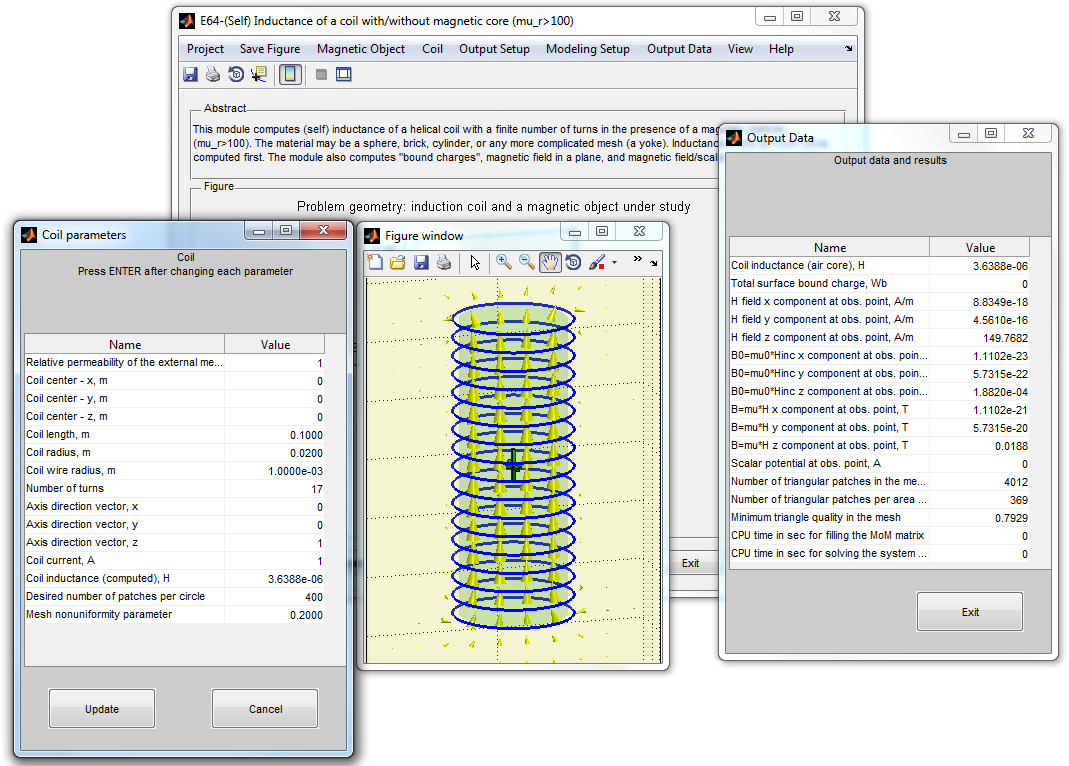 E64-(Self) Inductance of a coil with/without magnetic core (mu_r>100)
Project Save Figure Magnetic Object Coil Output Setup Modeling Setup Output Data View Help
Abstract
This module computes (self) inductance of a helical coil with a finite number of turns in the presence of a mag
(mu_r>100). The material may be a sphere, brick, cylinder, or any more complicated mesh (a yoke). Inductanc
computed first. The module also computes "bound charges", magnetic field in a plane, and magnetic field/scala
Figure
Problem geometry: induction coil and a magnetic object under study
Exit
Coil parameters
Coil
Press ENTER after changing each parameter
Name Value
Relative permeability of the external me... 1
Coil center - x, m 0
Coil center - y, m 0
Coil center - z, m 0
Coil length, m 0.1000
Coil radius, m 0.0200
Coil wire radius, m 1.0000e-03
Number of turns 17
Axis direction vector, x 0
Axis direction vector, y 0
Axis direction vector, z 1
Coil current, A 1
Coil inductance (computed), H 3.6388e-06
Desired number of patches per circle 400
Mesh nonuniformity parameter 0.2000
Update Cancel
Figure window
Output Data
Output data and results
Name Value
Coil inductance (air core), H 3.6388e-06
Total surface bound charge, Wb 0
H field x component at obs. point, A/m 8.8349e-18
H field y component at obs. point, A/m 4.5610e-16
H field z component at obs. point, A/m 149.7682
B0=mu0*Hinc x component at obs. poin... 1.1102e-23
B0=mu0*Hinc y component at obs. poin... 5.7315e-22
B0=mu0*Hinc z component at obs. poin... 1.8820e-04
B=mu*H x component at obs. point, T 1.1102e-21
B=mu*H y component at obs. point, T 5.7315e-20
B=mu*H z component at obs. point, T 0.0188
Scalar potential at obs. point, A 0
Number of triangular patches in the me... 4012
Number of triangular patches per area ... 369
Minimum triangle quality in the mesh 0.7929
CPU time in sec for filling the MoM matrix 0
CPU time in sec for solving the system ... 0
Exit